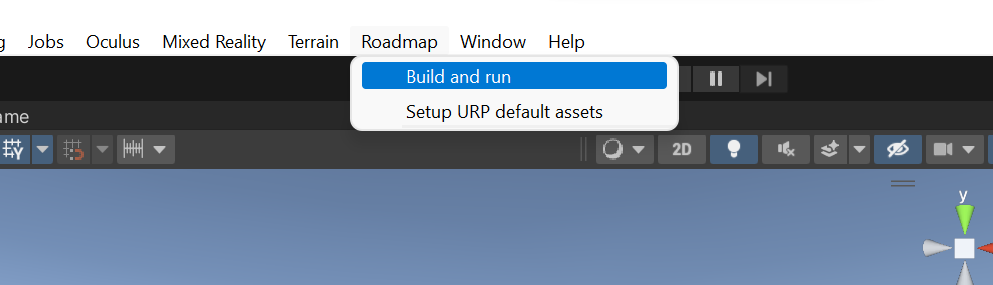 g Jobs Oculus Mixed Reality Terrain Roadmap Window Help
Build and run
Setup URP default assets
ame
2D
y